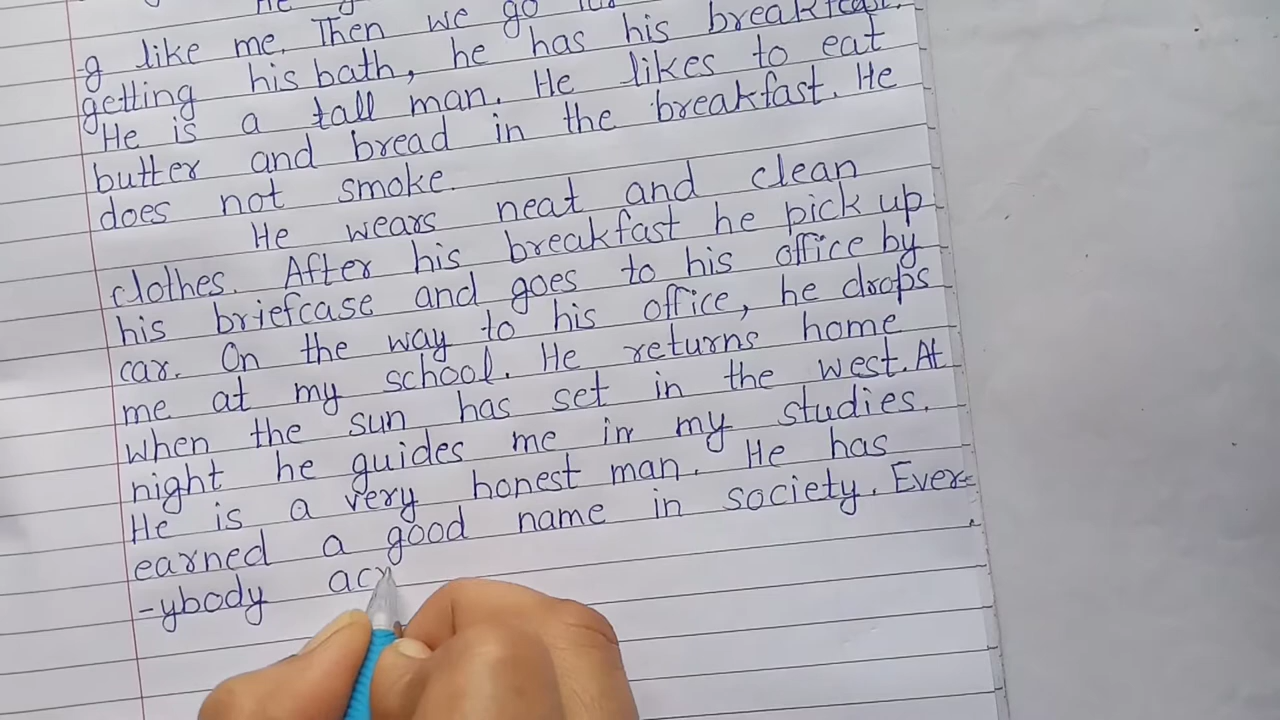 He
g like me. Then we go
getting his bath, he has his breakfast.
He is a tall man. He likes to eat
butter and bread in the breakfast. He
does not smoke.
He wears neat and clean
clothes. After his breakfast he pick up
his briefcase and goes to his office by
car. On the way to his office, he drops
me at my school. He returns home
when the sun has set in the west. At
night he guides me in my studies.
He is a very honest man. He has
earned a good name in society. Ever-
-ybody